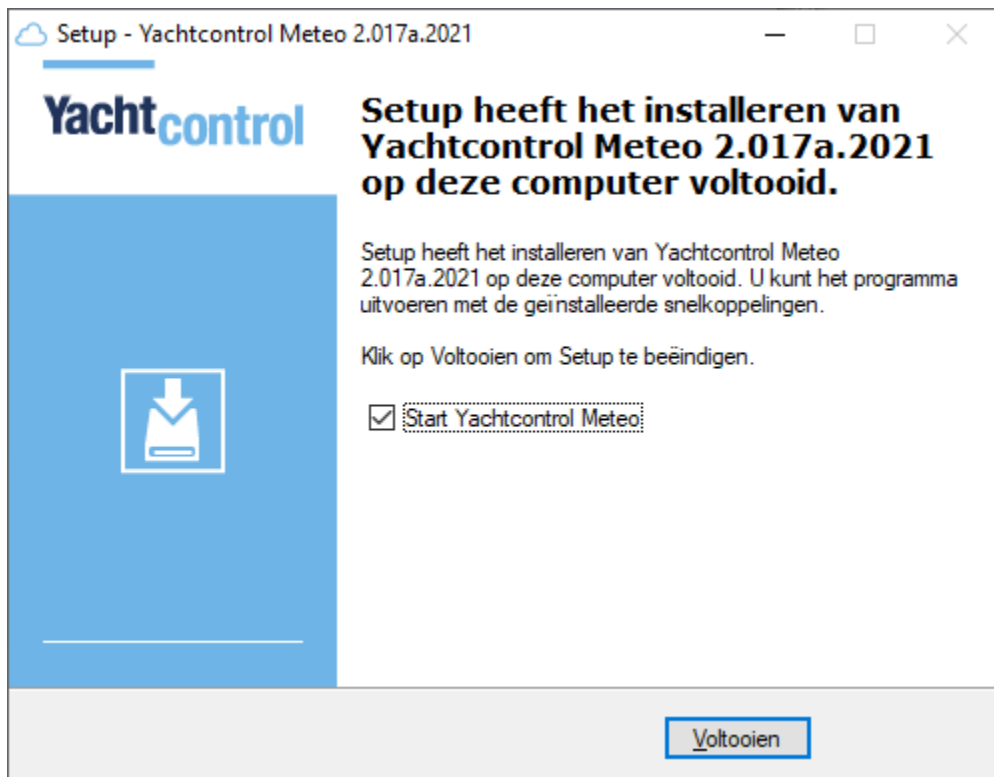 Setup - Yachtcontrol Meteo 2.017a.2021
Yachtcontrol
Setup heeft het installeren van
Yachtcontrol Meteo 2.017a.2021
op deze computer voltooid.
Setup heeft het installeren van Yachtcontrol Meteo
2.017a.2021 op deze computer voltooid. U kunt het programma
uitvoeren met de geïnstalleerde snelkoppelingen.
Klik op Voltooien om Setup te beëindigen.
Start Yachtcontrol Meteo
Voltooien